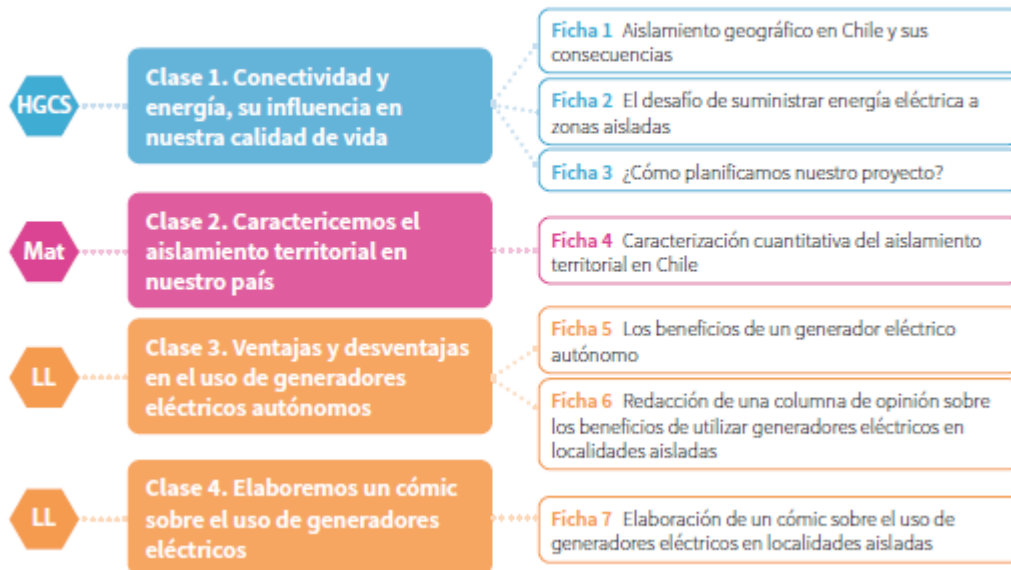 HGCS
Clase 1. Conectividad y
energía, su influencia en
nuestra calidad de vida
Ficha 1 Aislamiento geográfico en Chile y sus
consecuencias
Ficha 2 El desafío de suministrar energía eléctrica a
zonas aisladas
Ficha 3 ¿Cómo planificamos nuestro proyecto?
Mat
Clase 2. Caractericemos el
aislamiento territorial en
nuestro país
Ficha 4 Caracterización cuantitativa del aislamiento
territorial en Chile
LL
Clase 3. Ventajas y desventajas
en el uso de generadores
eléctricos autónomos
Ficha 5 Los beneficios de un generador eléctrico
autónomo
Ficha 6 Redacción de una columna de opinión sobre
los beneficios de utilizar generadores eléctricos en
localidades aisladas
LL
Clase 4. Elaboremos un cómic
sobre el uso de generadores
eléctricos
Ficha 7 Elaboración de un cómic sobre el uso de
generadores eléctricos en localidades aisladas